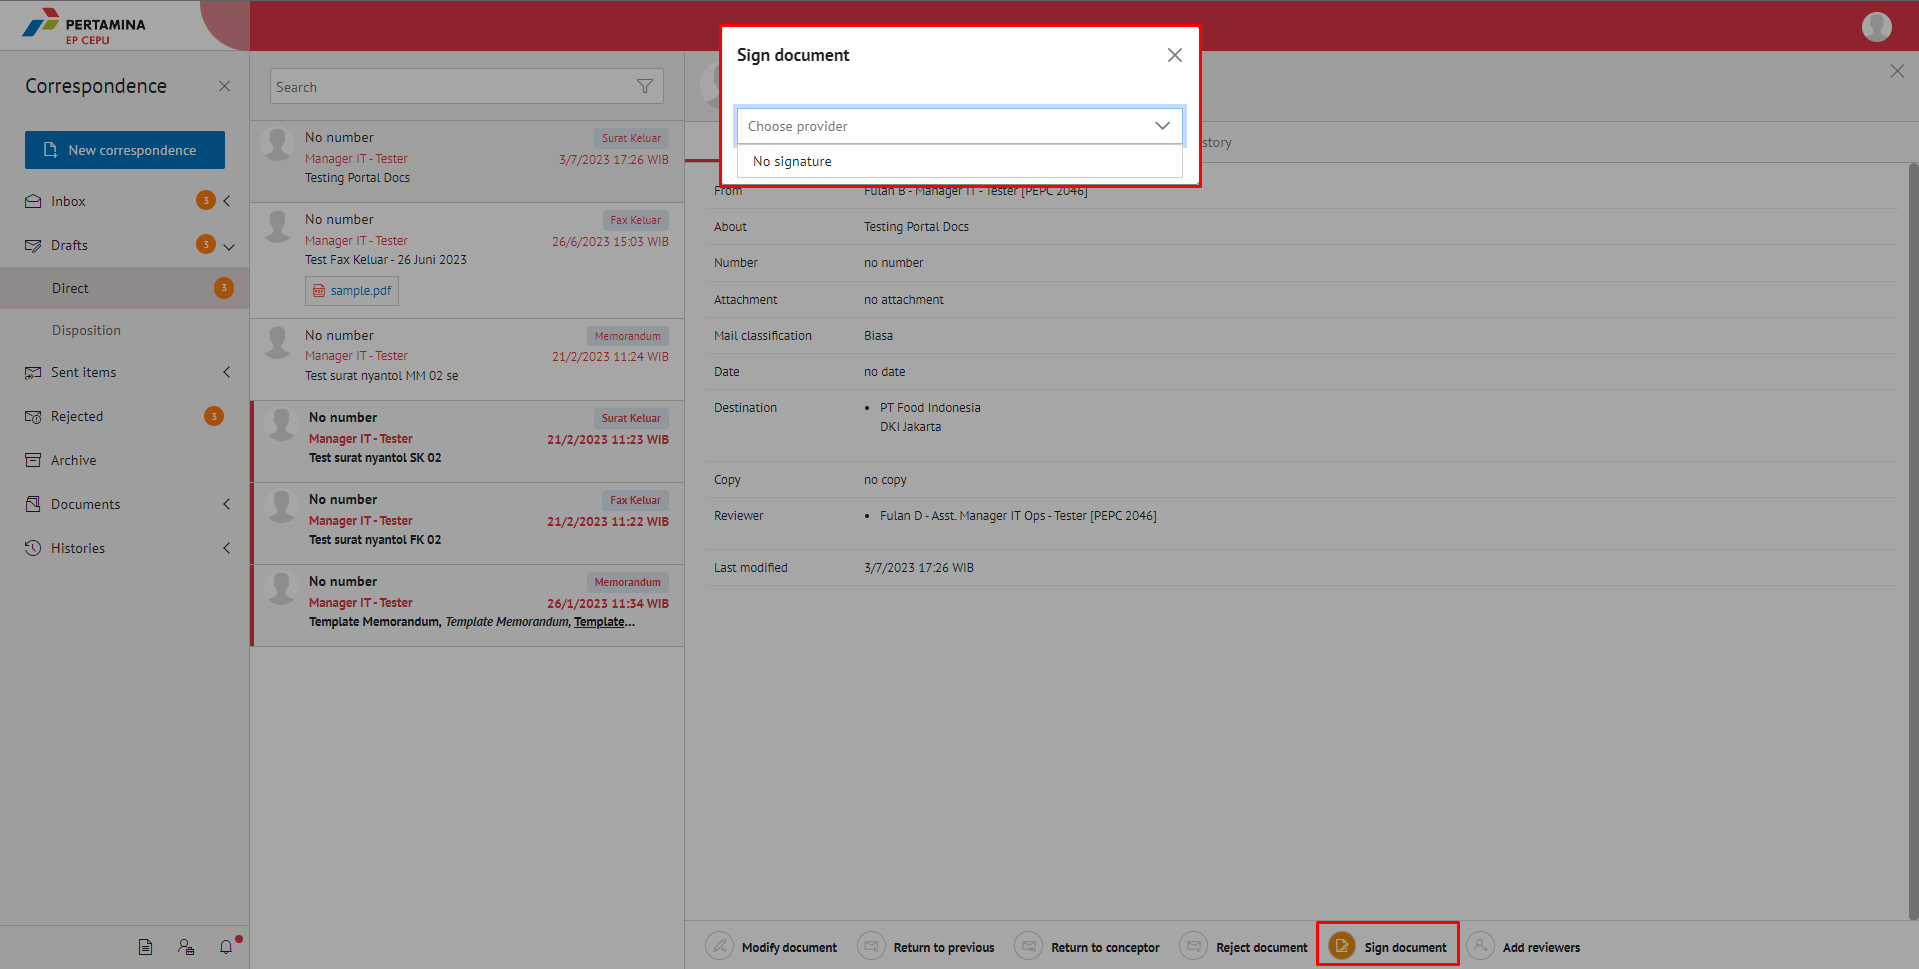 PERTAMINA
EP CEPU
Correspondence
New correspondence
Inbox 3
Drafts 3
Direct 3
Disposition
Sent items
Rejected 3
Archive
Documents
Histories
Search
No number Surat Keluar
Manager IT - Tester 3/7/2023 17:26 WIB
Testing Portal Docs
No number Fax Keluar
Manager IT - Tester 26/6/2023 15:03 WIB
Test Fax Keluar - 26 Juni 2023
sample.pdf
No number Memorandum
Manager IT - Tester 21/2/2023 11:24 WIB
Test surat nyantol MM 02 se
No number Surat Keluar
Manager IT - Tester 21/2/2023 11:23 WIB
Test surat nyantol SK 02
No number Fax Keluar
Manager IT - Tester 21/2/2023 11:22 WIB
Test surat nyantol FK 02
No number Memorandum
Manager IT - Tester 26/1/2023 11:34 WIB
Template Memorandum, Template Memorandum, Template...
Sign document
Choose provider
No signature
story
From Fulan B - Manager IT - Tester [PEPC 2046]
About Testing Portal Docs
Number no number
Attachment no attachment
Mail classification Biasa
Date no date
Destination • PT Food Indonesia
DKI Jakarta
Copy no copy
Reviewer • Fulan D - Asst. Manager IT Ops - Tester [PEPC 2046]
Last modified 3/7/2023 17:26 WIB
Modify document Return to previous Return to conceptor Reject document Sign document Add reviewers